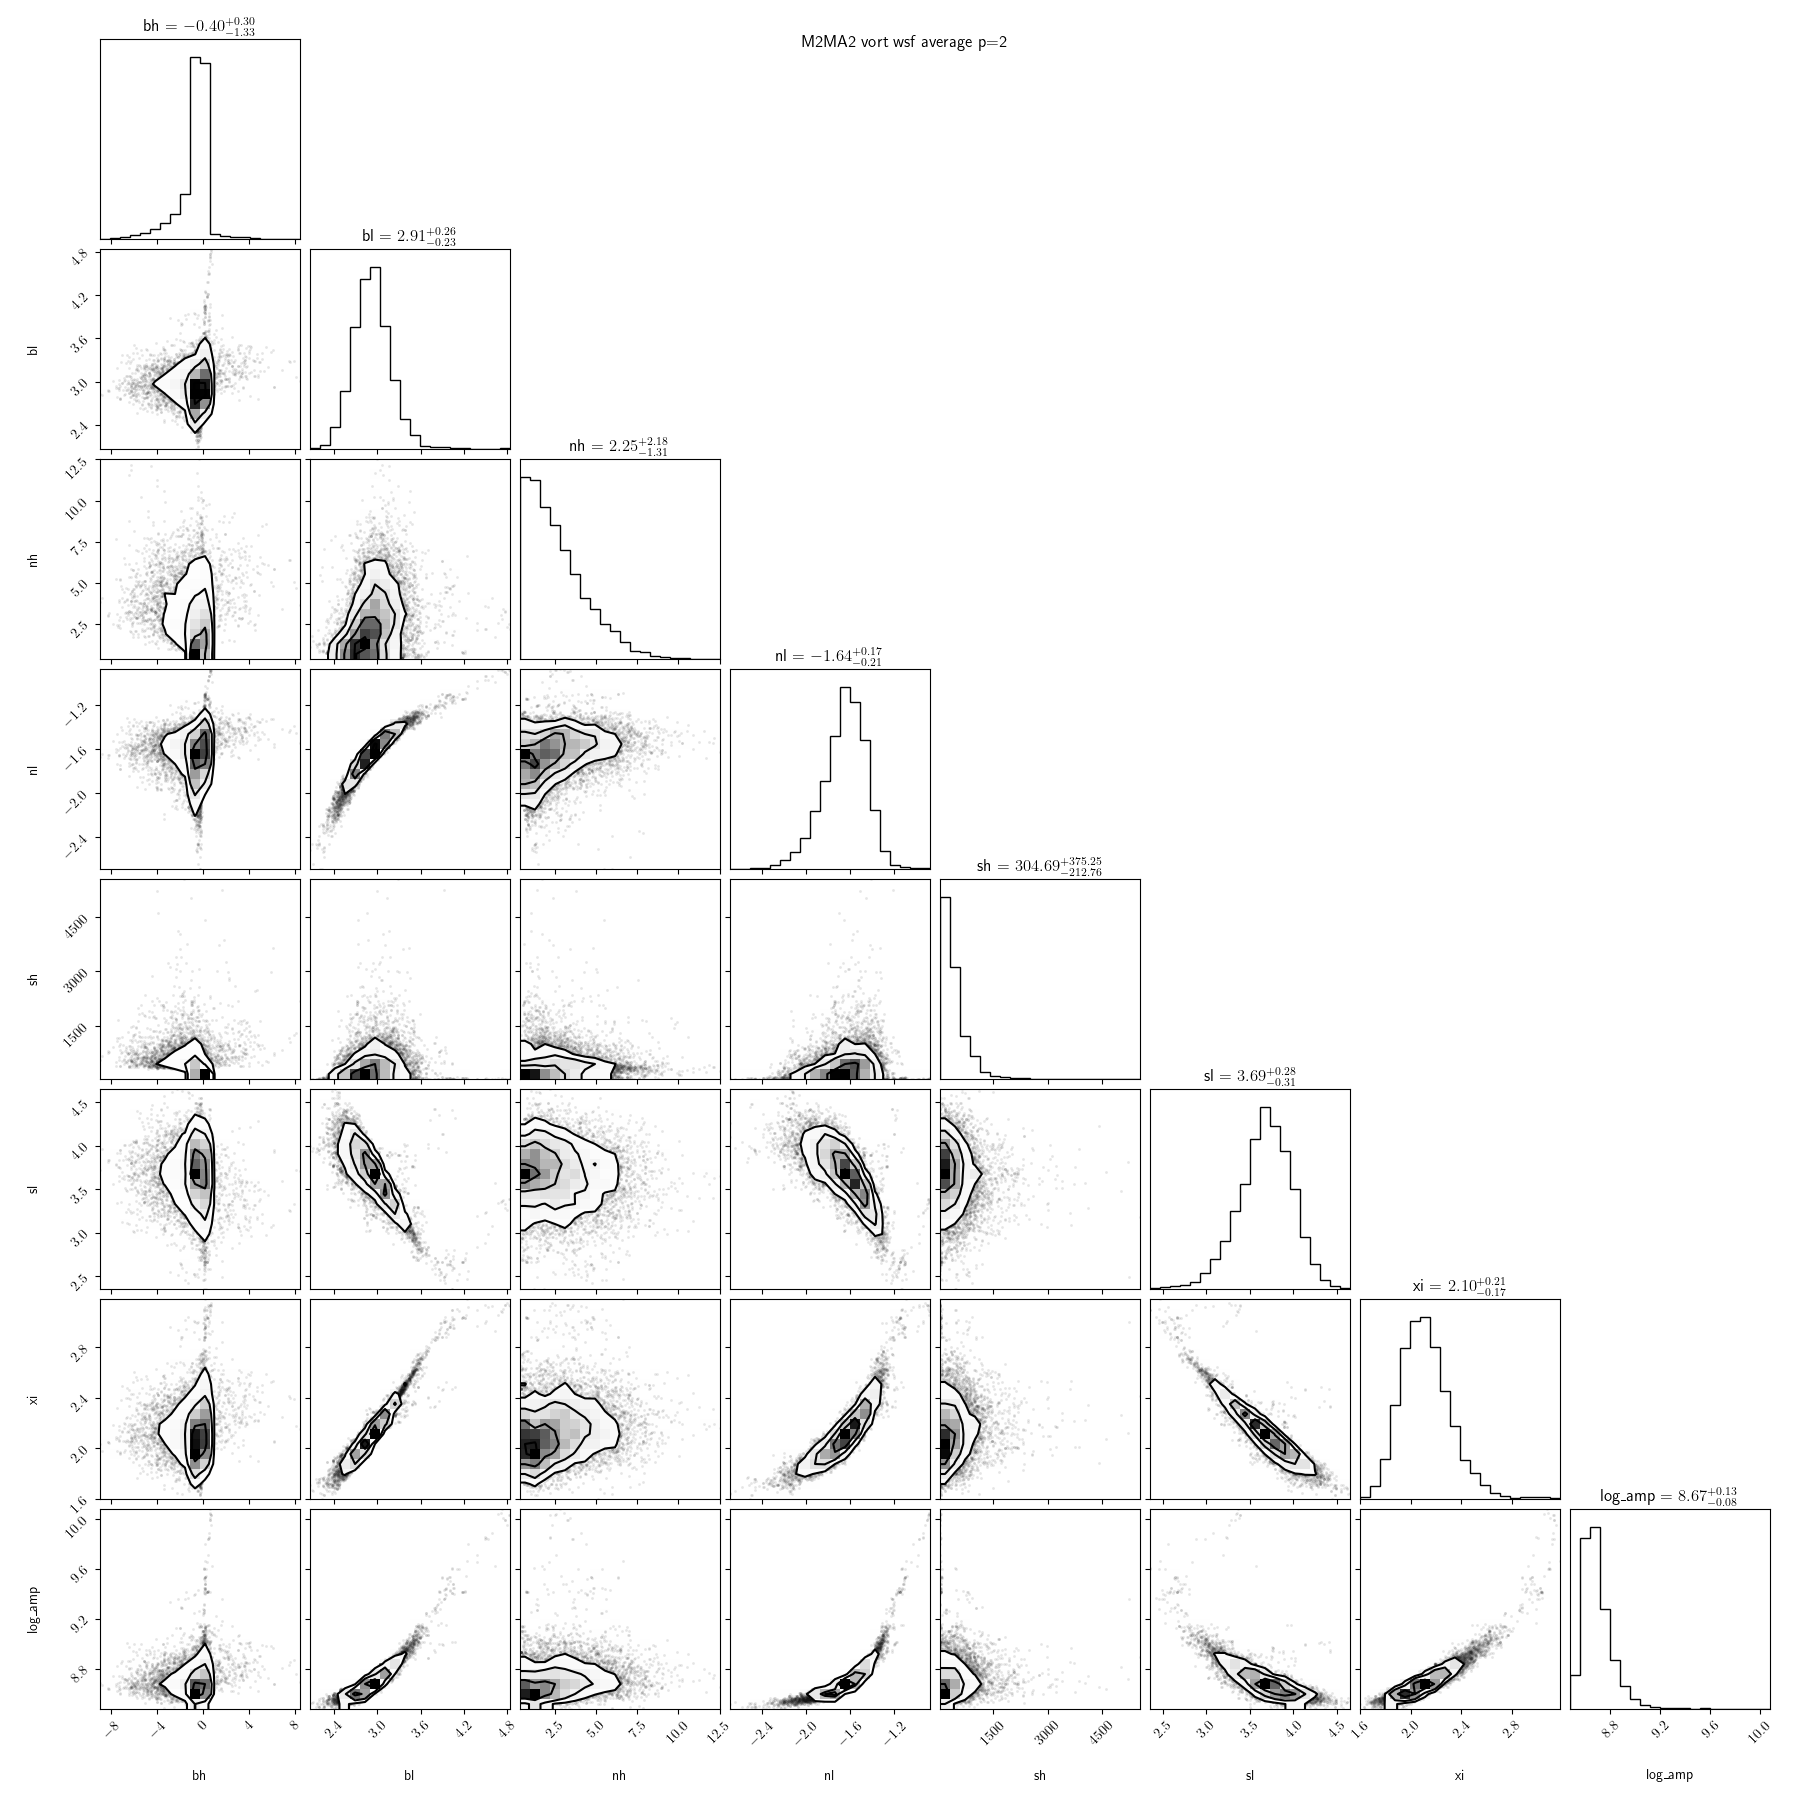 M2MA2 vort wsf average p=2
bh = −0.40+0.30 −1.33
bl = 2.91+0.26 −0.23
4.8
4.2
3.6
3.0
2.4
bl
nh = 2.25+2.18 −1.31
12.5
10.0
7.5
5.0
2.5
nh
nl = −1.64+0.17 −0.21
−1.2
−1.6
−2.0
−2.4
nl
sh = 304.69+375.25 −212.76
4500
3000
1500
sh
sl = 3.69+0.28 −0.31
4.5
4.0
3.5
3.0
2.5
sl
xi = 2.10+0.21 −0.17
2.8
2.4
2.0
1.6
xi
log_amp = 8.67+0.13 −0.08
10.0
9.6
9.2
8.8
log_amp
−8 −4 0 4 8 2.4 3.0 3.6 4.2 4.8 2.5 5.0 7.5 10.0 12.5 −2.4 −2.0 −1.6 −1.2 1500 3000 4500 2.5 3.0 3.5 4.0 4.5 1.6 2.0 2.4 2.8 8.8 9.2 9.6 10.0
bh bl nh nl sh sl xi log_amp